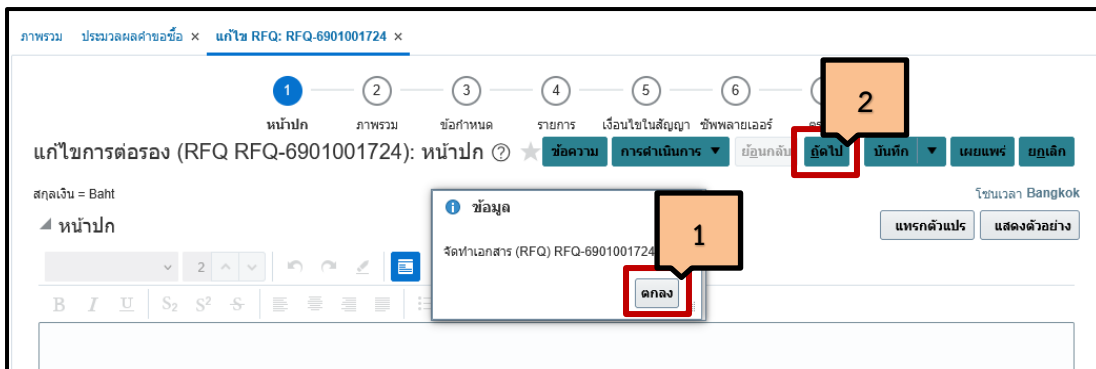 ภาพรวม ประมวลผลคำขอซื้อ × แก้ไข RFQ: RFQ-6901001724 ×
1 2 3 4 5 6
หน้าปก ภาพรวม ข้อกำหนด รายการ เงื่อนไขในสัญญา ซัพพลายเออร์
2
แก้ไขการต่อรอง (RFQ RFQ-6901001724): หน้าปก ข้อความ การดำเนินการ ย้อนกลับ ถัดไป บันทึก เผยแพร่ ยกเลิก
สกุลเงิน = Baht โซนเวลา Bangkok
หน้าปก แทรกตัวแปร แสดงตัวอย่าง
ข้อมูล
จัดทำเอกสาร (RFQ) RFQ-6901001724
1
ตกลง
2
B I U S2 S2 S